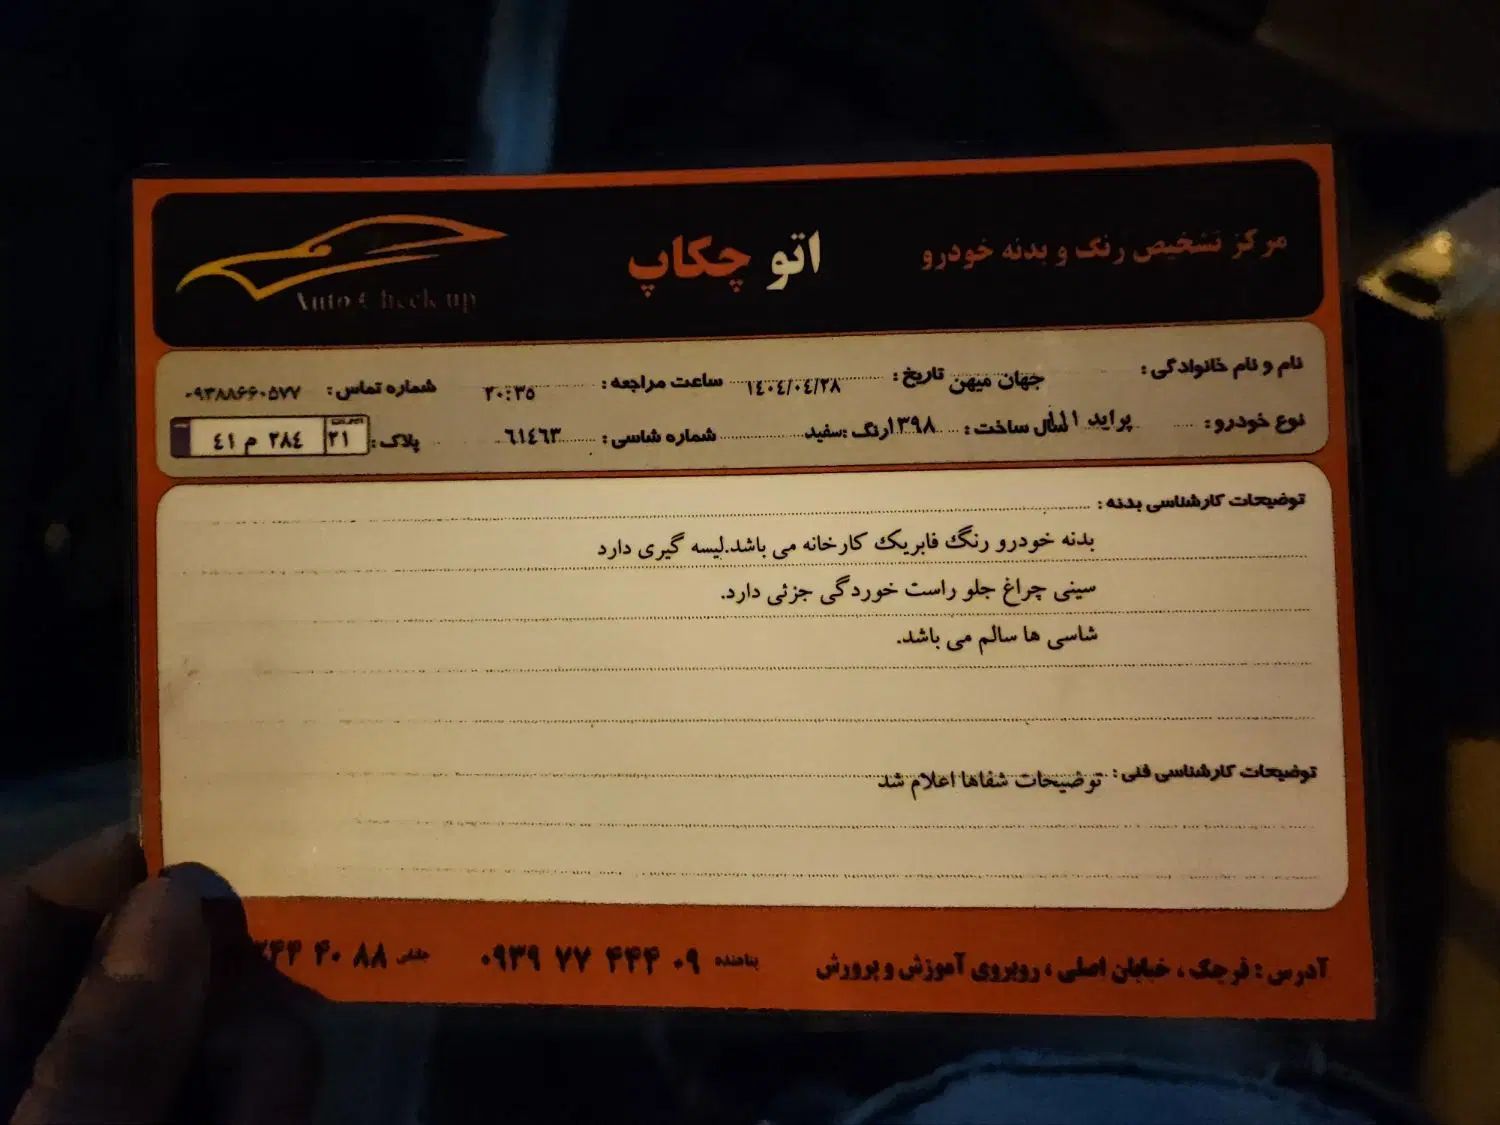 مرکز تشخیص رنگ و بدنه خودرو
اتو چکاپ
Auto Check up
نام و نام خانوادگی: جهان میهن تاریخ: ۱۴۰۴/۰۴/۲۸ ساعت مراجعه: ۲۰:۳۵ شماره تماس: ۰۹۳۸۸۶۶۰۵۷۷
نوع خودرو: پراید ۱۱۱ سال ساخت: ۱۳۹۸ رنگ: سفید شماره شاسی: ۶۱۴۶۳ پلاک: ۴۱ م ۲۸۴ ۲۱
توضیحات کارشناسی بدنه:
بدنه خودرو رنگ فابریک کارخانه می باشد.لیسه گیری دارد
سینی چراغ جلو راست خوردگی جزئی دارد.
شاسی ها سالم می باشد.
توضیحات کارشناسی فنی: توضیحات شفاها اعلام شد
آدرس: قرچک، خیابان اصلی، روبروی آموزش و پرورش پناهنده ۰۹۳۹ ۷۷ ۴۴۴ ۰۹ ۴۰ ۸۸